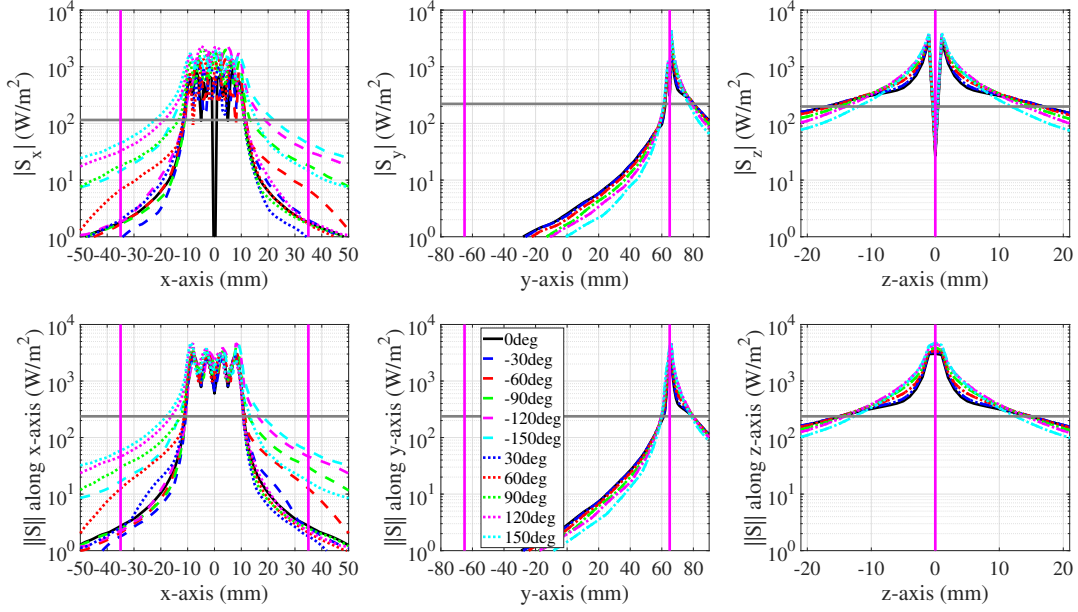 10^4
10^3
10^2
10^1
10^0
|S_x| (W/m^2)
-50 -40 -30 -20 -10 0 10 20 30 40 50
x-axis (mm)
10^4
10^3
10^2
10^1
10^0
|S_y| (W/m^2)
-80 -60 -40 -20 0 20 40 60 80
y-axis (mm)
10^4
10^3
10^2
10^1
10^0
|S_z| (W/m^2)
-20 -10 0 10 20
z-axis (mm)
10^4
10^3
10^2
10^1
10^0
||S|| along x-axis (W/m^2)
-50 -40 -30 -20 -10 0 10 20 30 40 50
x-axis (mm)
10^4
10^3
10^2
10^1
10^0
||S|| along y-axis (W/m^2)
-80 -60 -40 -20 0 20 40 60 80
y-axis (mm)
0deg
-30deg
-60deg
-90deg
-120deg
-150deg
30deg
60deg
90deg
120deg
150deg
10^4
10^3
10^2
10^1
10^0
||S|| along z-axis (W/m^2)
-20 -10 0 10 20
z-axis (mm)